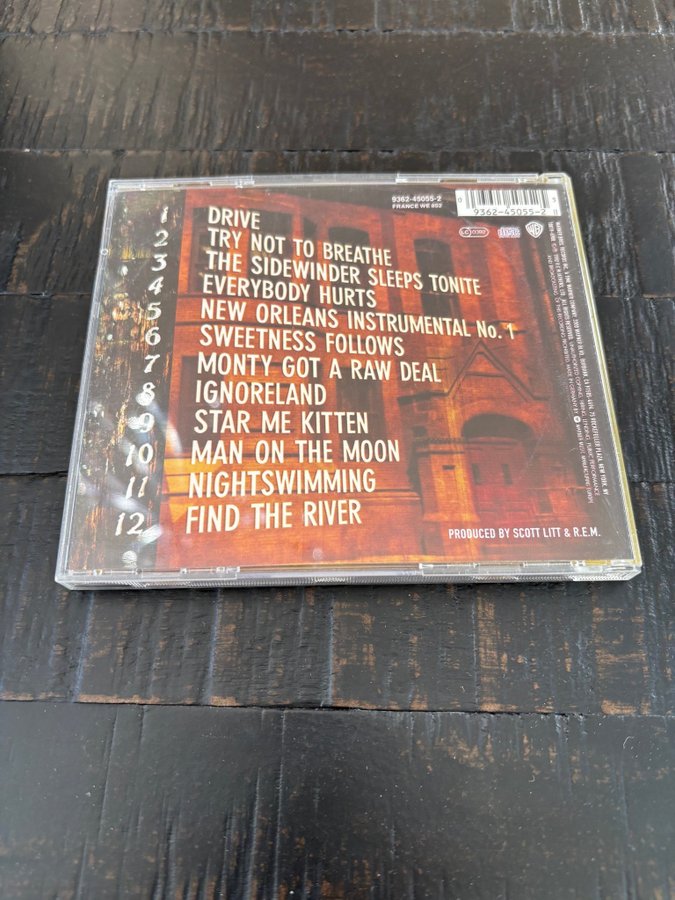 9362-45055-2
FRANCE WE 852
9362-45055-2
LC 0392
1 DRIVE
2 TRY NOT TO BREATHE
3 THE SIDEWINDER SLEEPS TONITE
4 EVERYBODY HURTS
5 NEW ORLEANS INSTRUMENTAL No. 1
6 SWEETNESS FOLLOWS
7 MONTY GOT A RAW DEAL
8 IGNORELAND
9 STAR ME KITTEN
10 MAN ON THE MOON
11 NIGHTSWIMMING
12 FIND THE RIVER
PRODUCED BY SCOTT LITT & R.E.M.